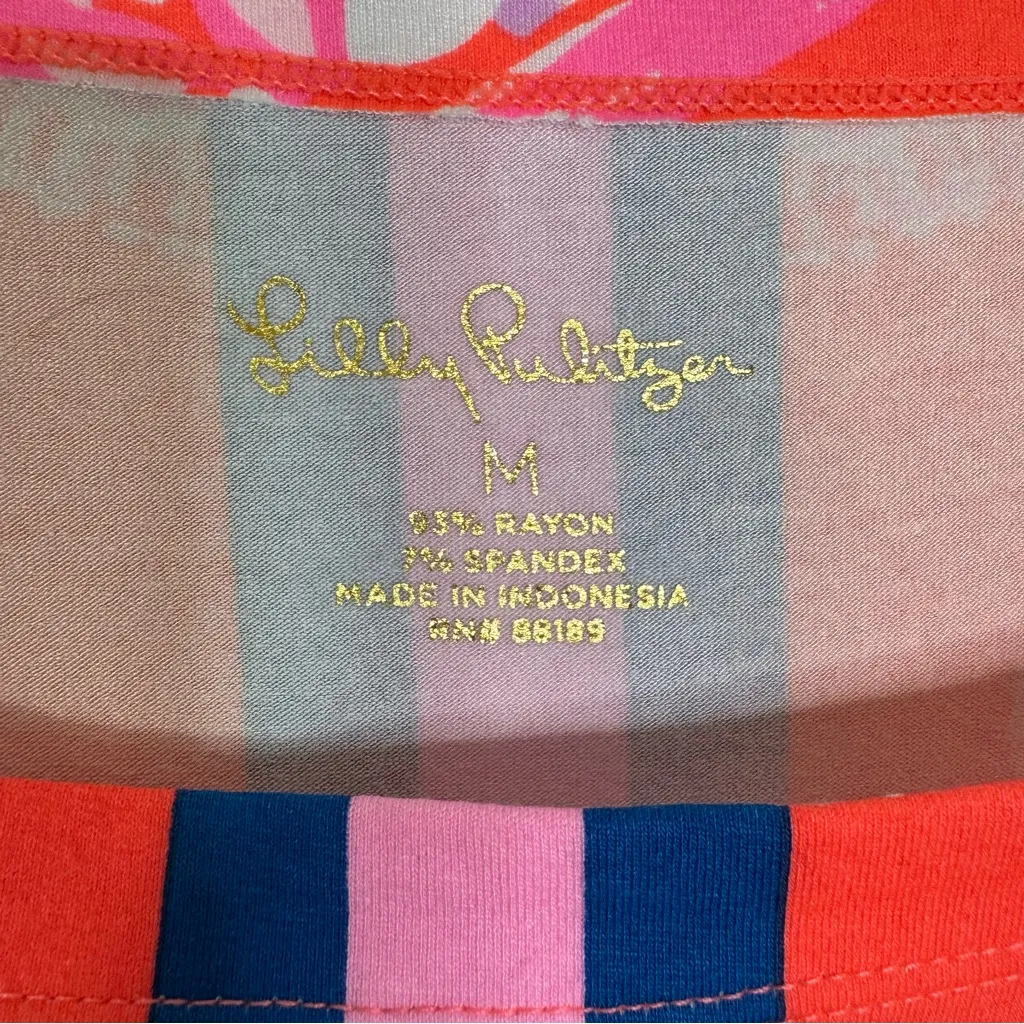 Lilly Pulitzer
M
93% RAYON
7% SPANDEX
MADE IN INDONESIA
RN# 88189